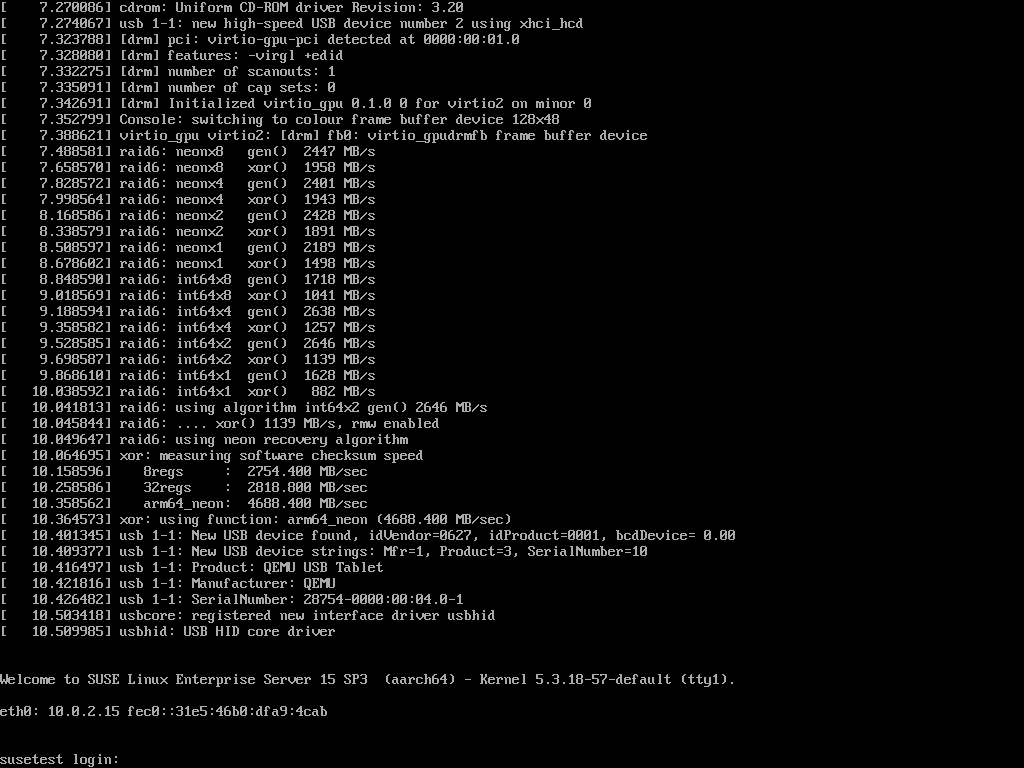 [    7.270086] cdrom: Uniform CD-ROM driver Revision: 3.20
[    7.274067] usb 1-1: new high-speed USB device number 2 using xhci_hcd
[    7.323788] [drm] pci: virtio-gpu-pci detected at 0000:00:01.0
[    7.328080] [drm] features: -virgl +edid
[    7.332275] [drm] number of scanouts: 1
[    7.335091] [drm] number of cap sets: 0
[    7.342691] [drm] Initialized virtio_gpu 0.1.0 0 for virtio2 on minor 0
[    7.352799] Console: switching to colour frame buffer device 128x48
[    7.388621] virtio_gpu virtio2: [drm] fb0: virtio_gpudrmfb frame buffer device
[    7.488581] raid6: neonx8   gen()  2447 MB/s
[    7.658570] raid6: neonx8   xor()  1958 MB/s
[    7.828572] raid6: neonx4   gen()  2401 MB/s
[    7.998564] raid6: neonx4   xor()  1943 MB/s
[    8.168586] raid6: neonx2   gen()  2428 MB/s
[    8.338579] raid6: neonx2   xor()  1891 MB/s
[    8.508597] raid6: neonx1   gen()  2189 MB/s
[    8.678602] raid6: neonx1   xor()  1498 MB/s
[    8.848590] raid6: int64x8  gen()  1718 MB/s
[    9.018569] raid6: int64x8  xor()  1041 MB/s
[    9.188594] raid6: int64x4  gen()  2638 MB/s
[    9.358582] raid6: int64x4  xor()  1257 MB/s
[    9.528585] raid6: int64x2  gen()  2646 MB/s
[    9.698587] raid6: int64x2  xor()  1139 MB/s
[    9.868610] raid6: int64x1  gen()  1628 MB/s
[   10.038592] raid6: int64x1  xor()   882 MB/s
[   10.041813] raid6: using algorithm int64x2 gen() 2646 MB/s
[   10.045844] raid6: .... xor() 1139 MB/s, rmw enabled
[   10.049647] raid6: using neon recovery algorithm
[   10.064695] xor: measuring software checksum speed
[   10.158596]    8regs     :  2754.400 MB/sec
[   10.258586]    32regs    :  2818.800 MB/sec
[   10.358562]    arm64_neon:  4688.400 MB/sec
[   10.364573] xor: using function: arm64_neon (4688.400 MB/sec)
[   10.401345] usb 1-1: New USB device found, idVendor=0627, idProduct=0001, bcdDevice= 0.00
[   10.409377] usb 1-1: New USB device strings: Mfr=1, Product=3, SerialNumber=10
[   10.416497] usb 1-1: Product: QEMU USB Tablet
[   10.421816] usb 1-1: Manufacturer: QEMU
[   10.426482] usb 1-1: SerialNumber: 28754-0000:00:04.0-1
[   10.503418] usbcore: registered new interface driver usbhid
[   10.509985] usbhid: USB HID core driver
Welcome to SUSE Linux Enterprise Server 15 SP3  (aarch64) - Kernel 5.3.18-57-default (tty1).
eth0: 10.0.2.15 fec0::31e5:46b0:dfa9:4cab
susetest login: